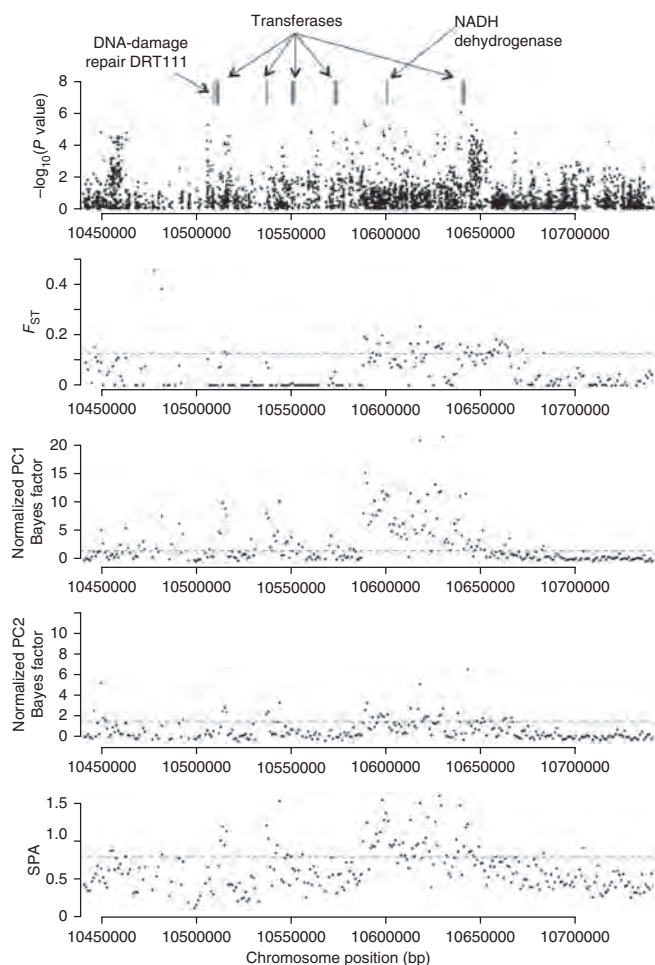 Transferases
NADH
dehydrogenase
DNA-damage
repair DRT111
–log10(P value)
8
6
4
2
0
10450000 10500000 10550000 10600000 10650000 10700000
FST
0.4
0.2
0
10450000 10500000 10550000 10600000 10650000 10700000
Normalized PC1
Bayes factor
20
15
10
5
0
10450000 10500000 10550000 10600000 10650000 10700000
Normalized PC2
Bayes factor
12
10
8
6
4
2
0
10450000 10500000 10550000 10600000 10650000 10700000
SPA
1.5
1.0
0.5
0
10450000 10500000 10550000 10600000 10650000 10700000
Chromosome position (bp)